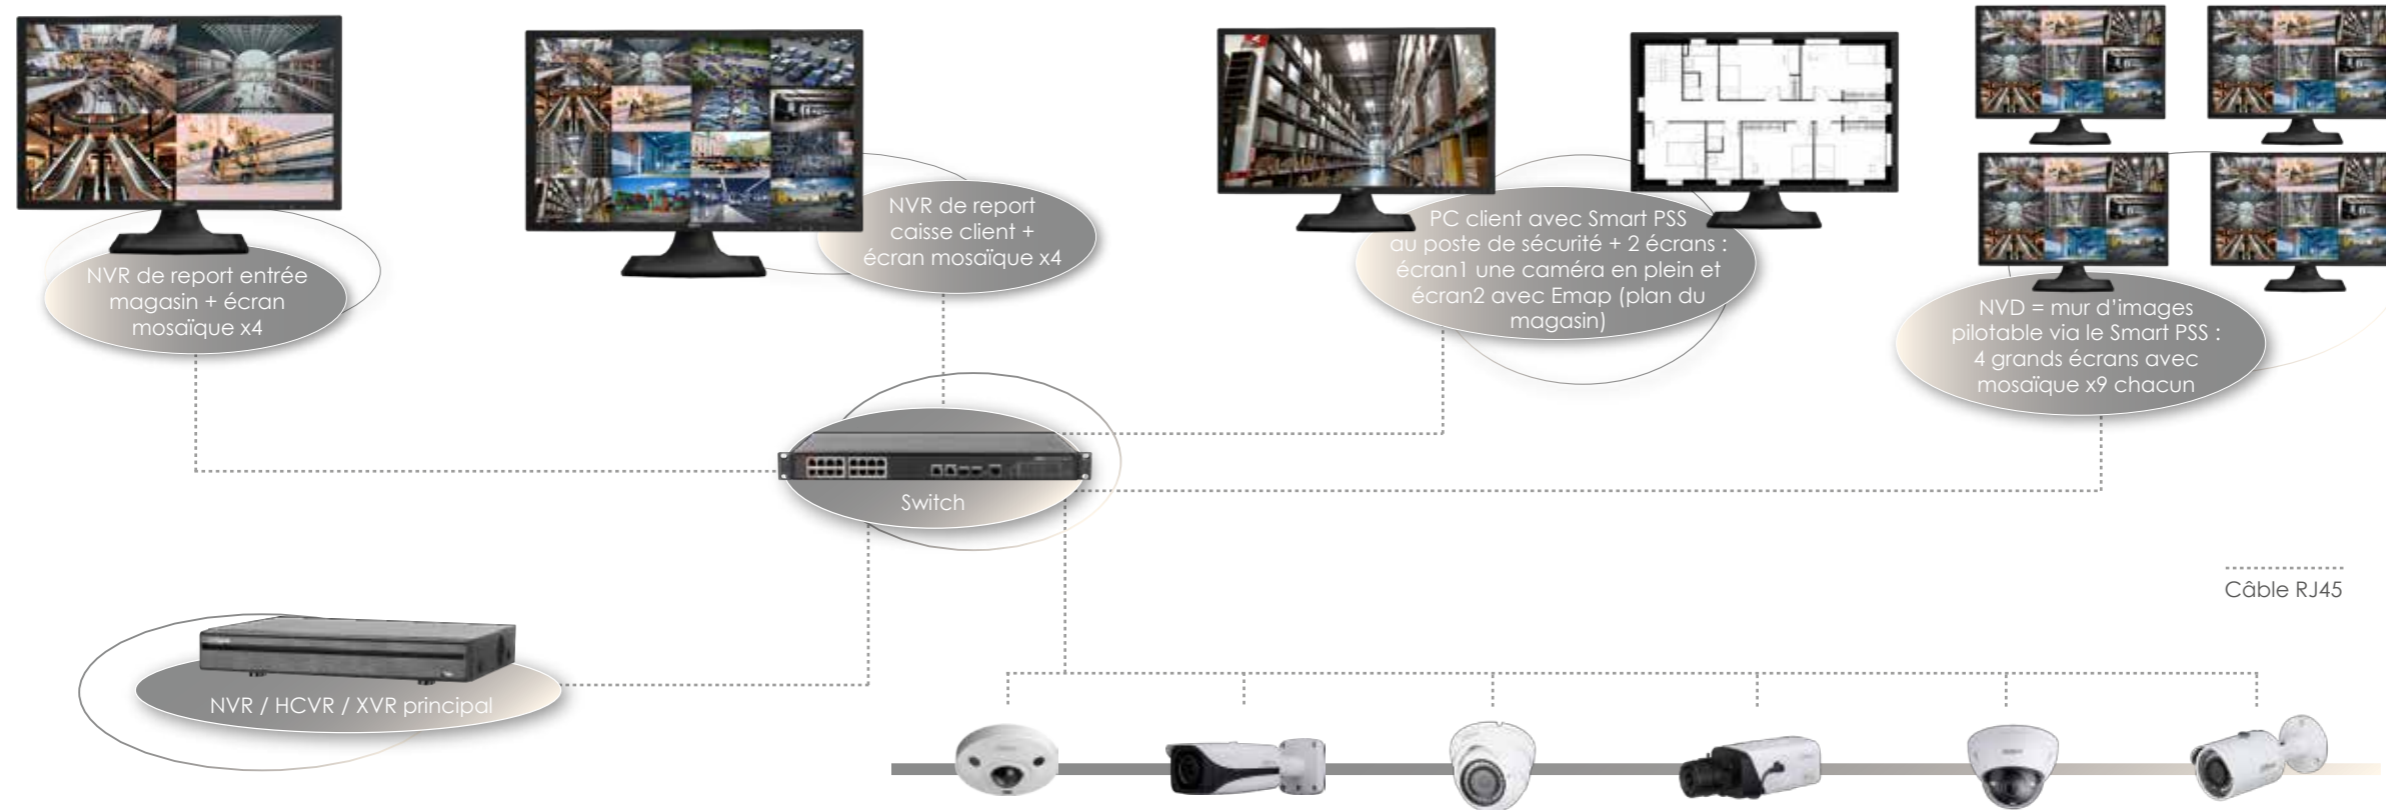 NVR de report entrée
magasin + écran
mosaïque x4
NVR de report
caisse client +
écran mosaïque x4
PC client avec Smart PSS
au poste de sécurité + 2 écrans :
écran1 une caméra en plein et
écran2 avec Emap (plan du
magasin)
NVD = mur d’images
pilotable via le Smart PSS :
4 grands écrans avec
mosaïque x9 chacun
Switch
Câble RJ45
NVR / HCVR / XVR principal